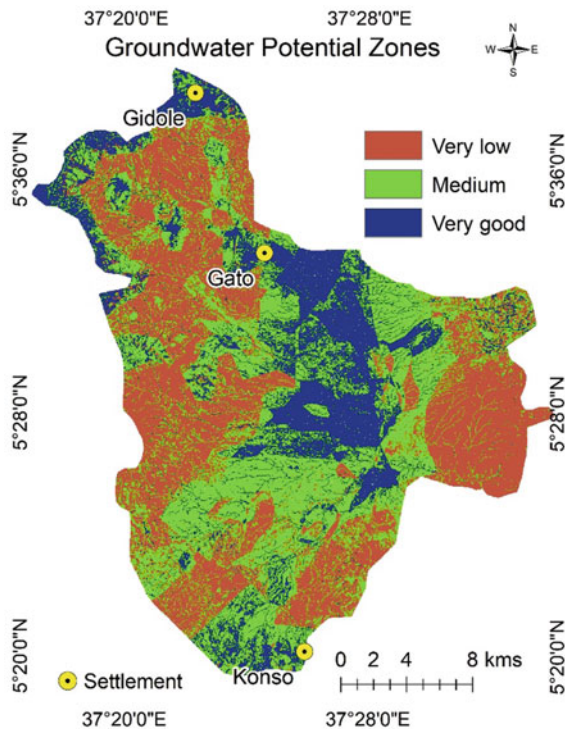 37°20'0"E 37°28'0"E
Groundwater Potential Zones
N
W E
S
Gidole
5°36'0"N 5°36'0"N
Very low
Medium
Very good
Gato
5°28'0"N 5°28'0"N
5°20'0"N 5°20'0"N
0 2 4 8 kms
Settlement
Konso
37°20'0"E 37°28'0"E